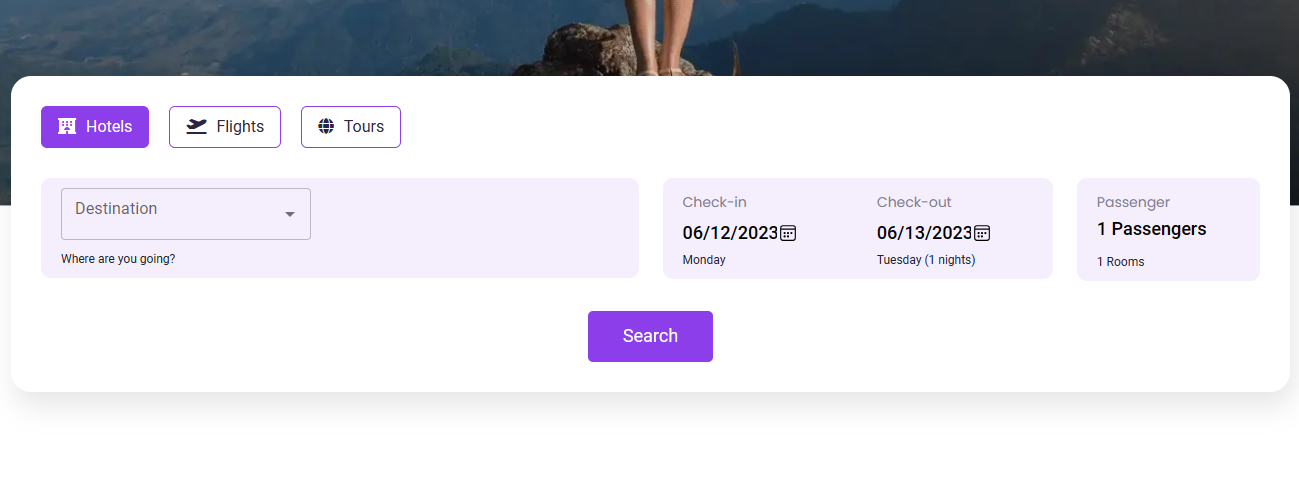 Hotels
Flights
Tours
Destination
Where are you going?
Check-in
06/12/2023
Monday
Check-out
06/13/2023
Tuesday (1 nights)
Passenger
1 Passengers
1 Rooms
Search